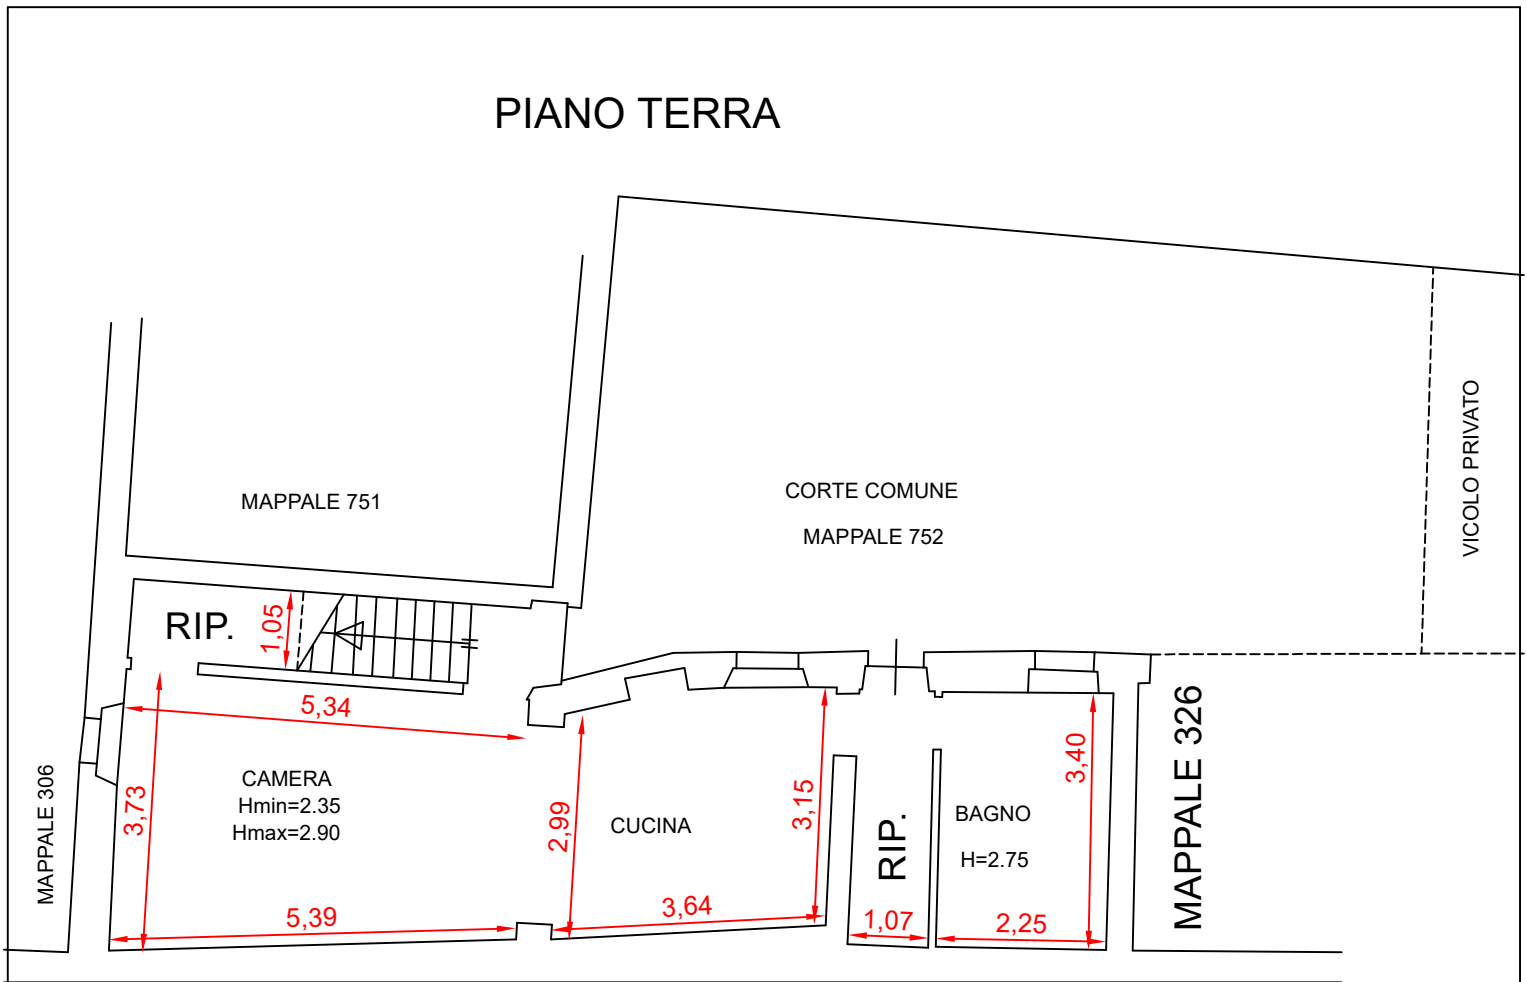 PIANO TERRA
MAPPALE 751
CORTE COMUNE
MAPPALE 752
VICOLO PRIVATO
RIP.
1,05
5,34
CAMERA
Hmin=2.35
Hmax=2.90
3,73
MAPPALE 306
5,39
2,99
CUCINA
3,15
3,64
RIP.
1,07
BAGNO
H=2.75
3,40
2,25
MAPPALE 326